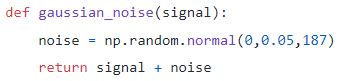 def gaussian_noise(signal):
    noise = np.random.normal(0,0.05,187)
    return signal + noise